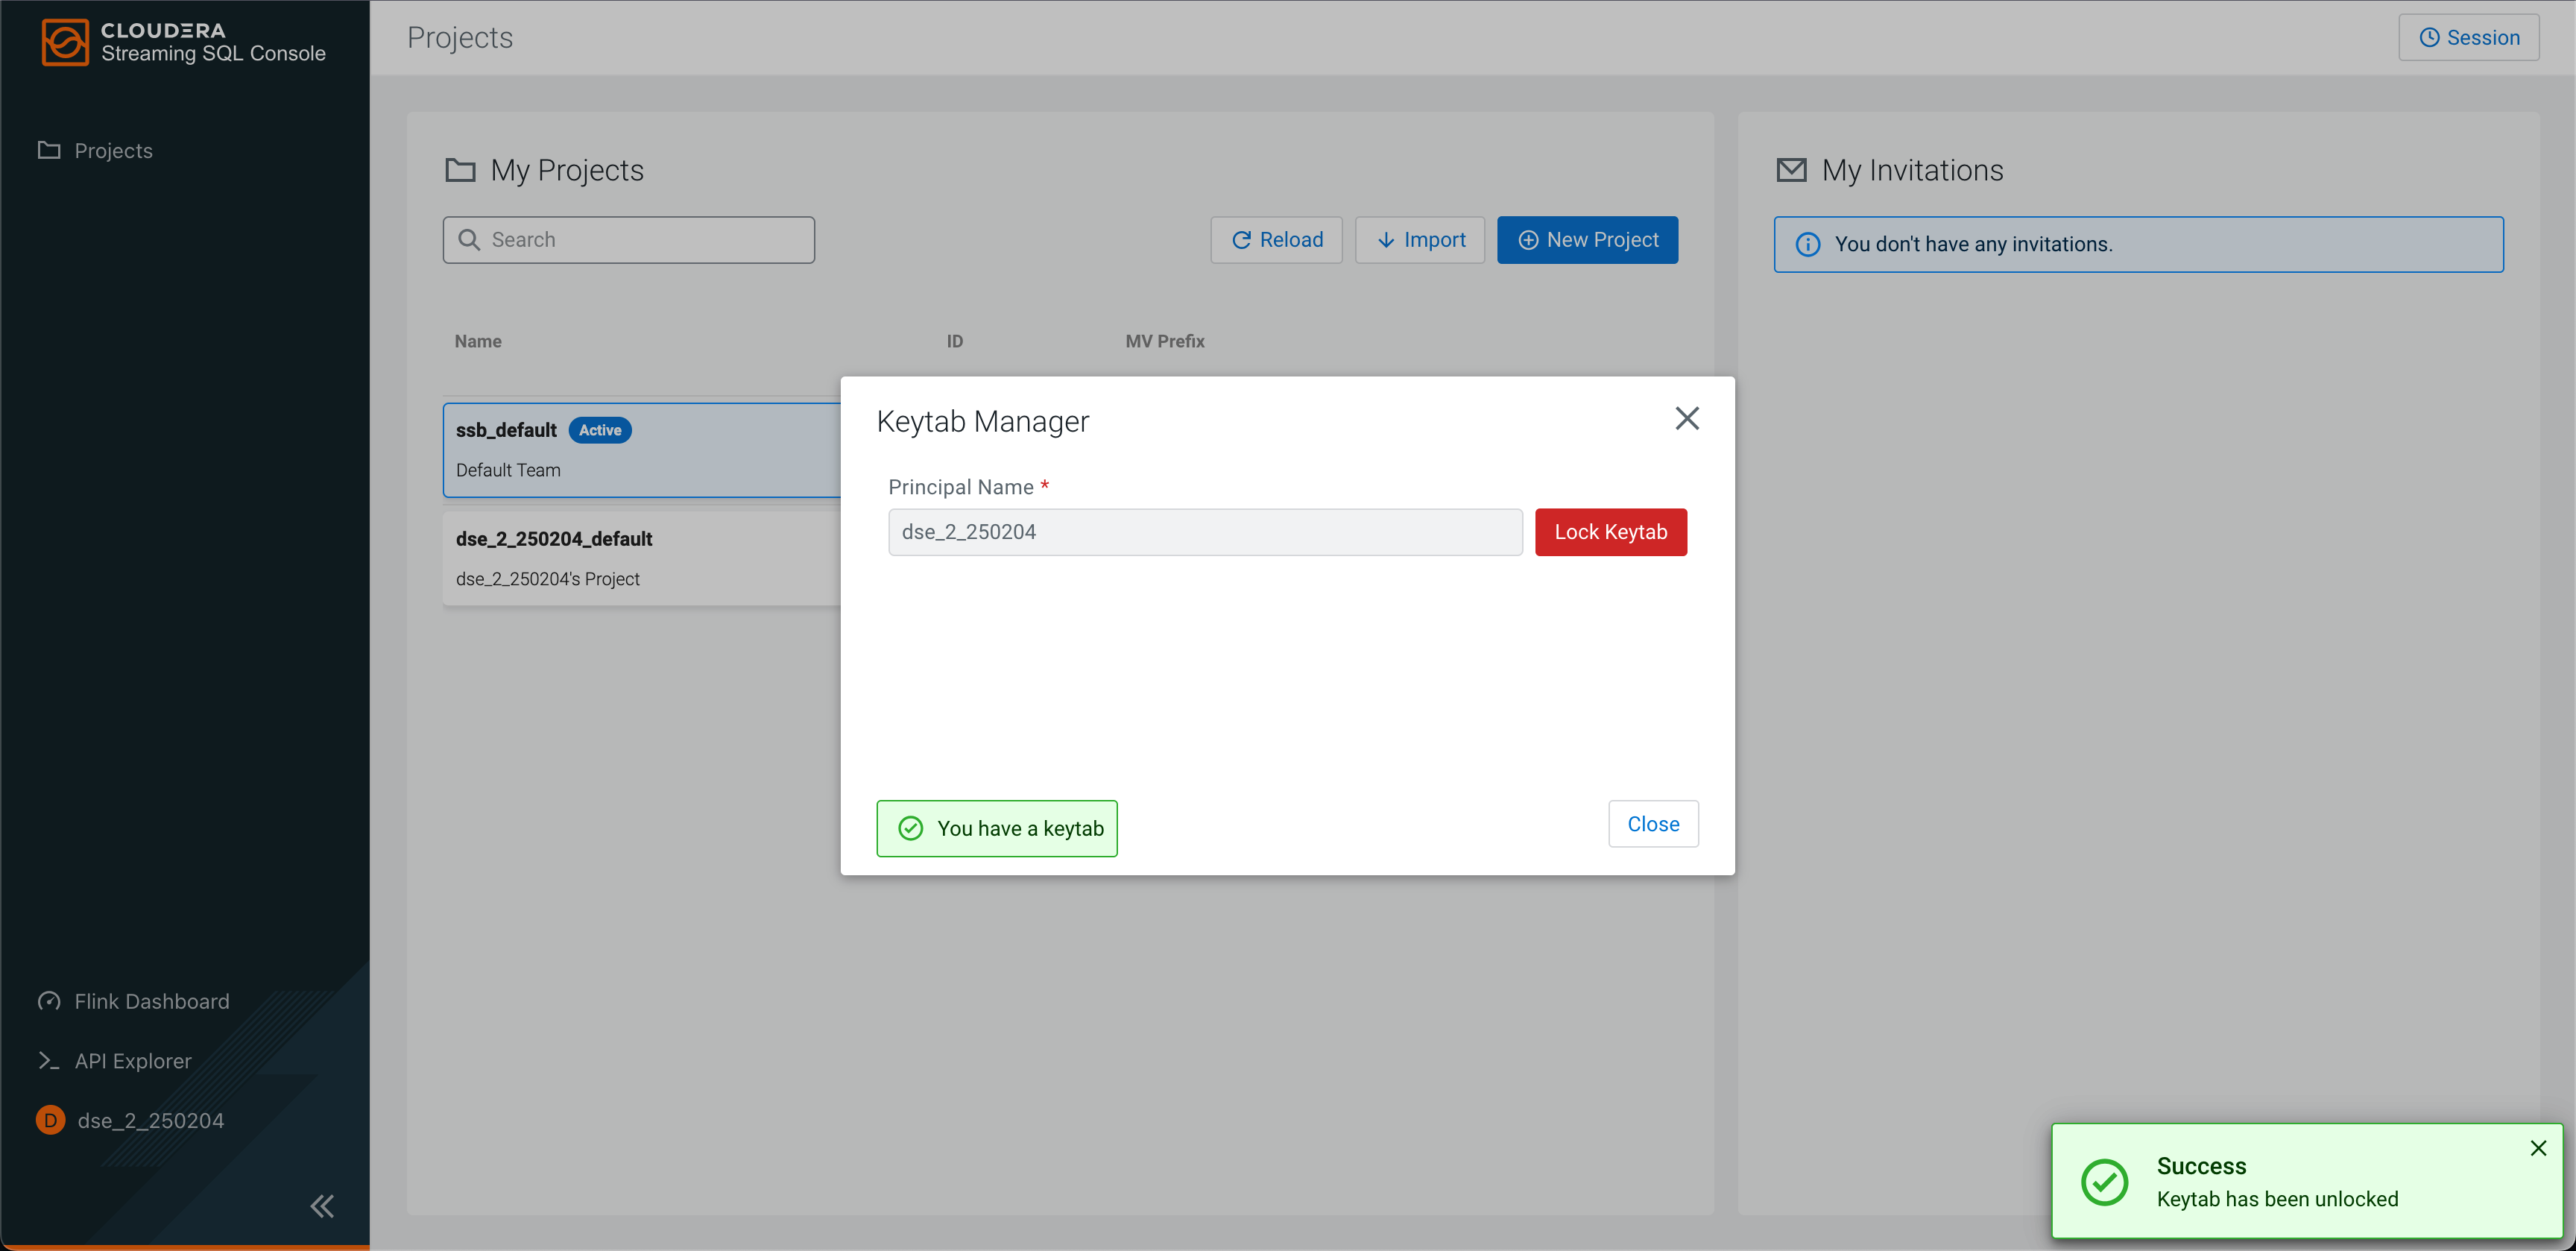 CLOUDERA
Streaming SQL Console
Projects
Flink Dashboard
API Explorer
D dse_2_250204
Projects
Session
My Projects
Search
Reload
Import
New Project
Name ID MV Prefix
ssb_default Active
Default Team
dse_2_250204_default
dse_2_250204's Project
My Invitations
You don't have any invitations.
Keytab Manager
Principal Name *
dse_2_250204
Lock Keytab
You have a keytab
Close
Success
Keytab has been unlocked